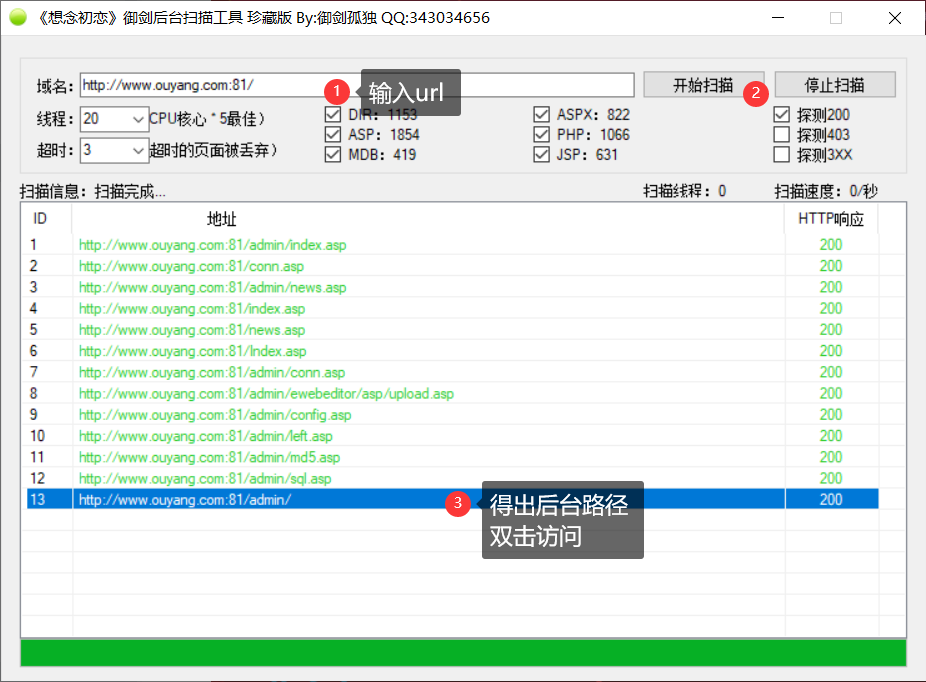 《想念初恋》御剑后台扫描工具 珍藏版 By:御剑孤独 QQ:343034656
域名: http://www.ouyang.com:81/ 1 输入url 开始扫描 2 停止扫描
线程: 20 CPU核心 * 5最佳) DIR: 1153 ASPX: 822 探测200
ASP: 1854 PHP: 1066 探测403
超时: 3 超时的页面被丢弃) MDB: 419 JSP: 631 探测3XX
扫描信息: 扫描完成... 扫描线程: 0 扫描速度: 0/秒
ID 地址 HTTP响应
1 http://www.ouyang.com:81/admin/index.asp 200
2 http://www.ouyang.com:81/conn.asp 200
3 http://www.ouyang.com:81/admin/news.asp 200
4 http://www.ouyang.com:81/index.asp 200
5 http://www.ouyang.com:81/news.asp 200
6 http://www.ouyang.com:81/Index.asp 200
7 http://www.ouyang.com:81/admin/conn.asp 200
8 http://www.ouyang.com:81/admin/ewebeditor/asp/upload.asp 200
9 http://www.ouyang.com:81/admin/config.asp 200
10 http://www.ouyang.com:81/admin/left.asp 200
11 http://www.ouyang.com:81/admin/md5.asp 200
12 http://www.ouyang.com:81/admin/sql.asp 200
13 http://www.ouyang.com:81/admin/ 200
3 得出后台路径
双击访问